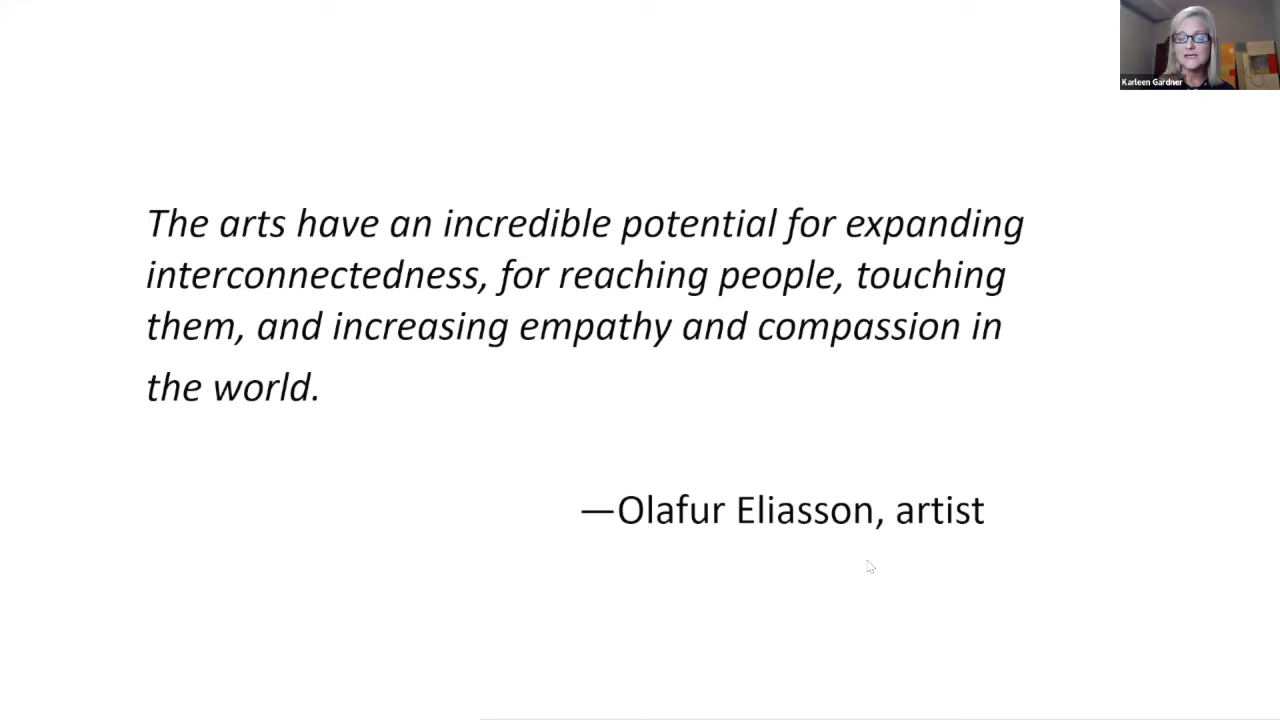 Karleen Gardner
The arts have an incredible potential for expanding
interconnectedness, for reaching people, touching
them, and increasing empathy and compassion in
the world.
—Olafur Eliasson, artist